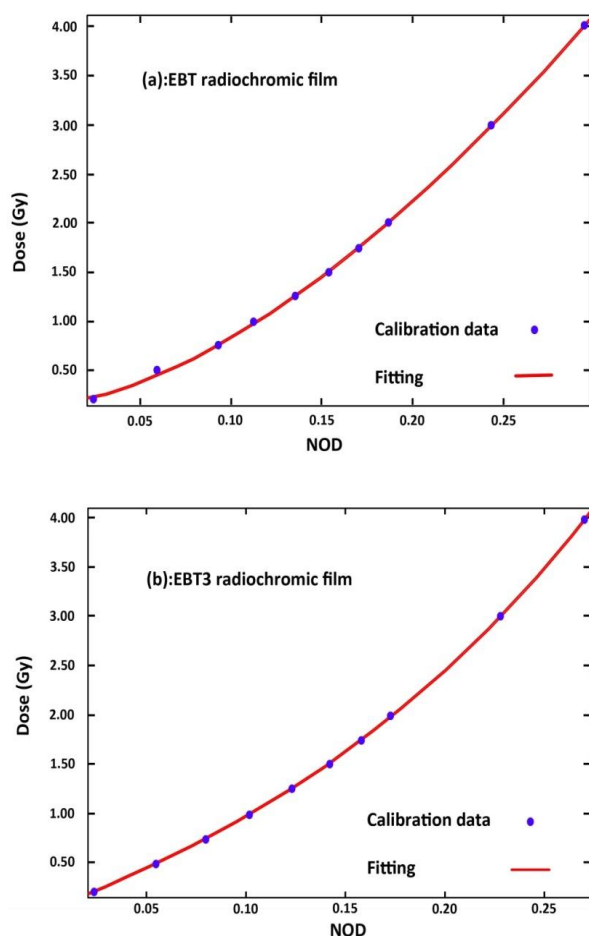 4.00
(a):EBT radiochromic film
3.50
3.00
2.50
Dose (Gy)
2.00
1.50
1.00
Calibration data
0.50
Fitting
0.05 0.10 0.15 0.20 0.25
NOD
4.00
(b):EBT3 radiochromic film
3.50
3.00
2.50
Dose (Gy)
2.00
1.50
1.00
Calibration data
0.50
Fitting
0.05 0.10 0.15 0.20 0.25
NOD